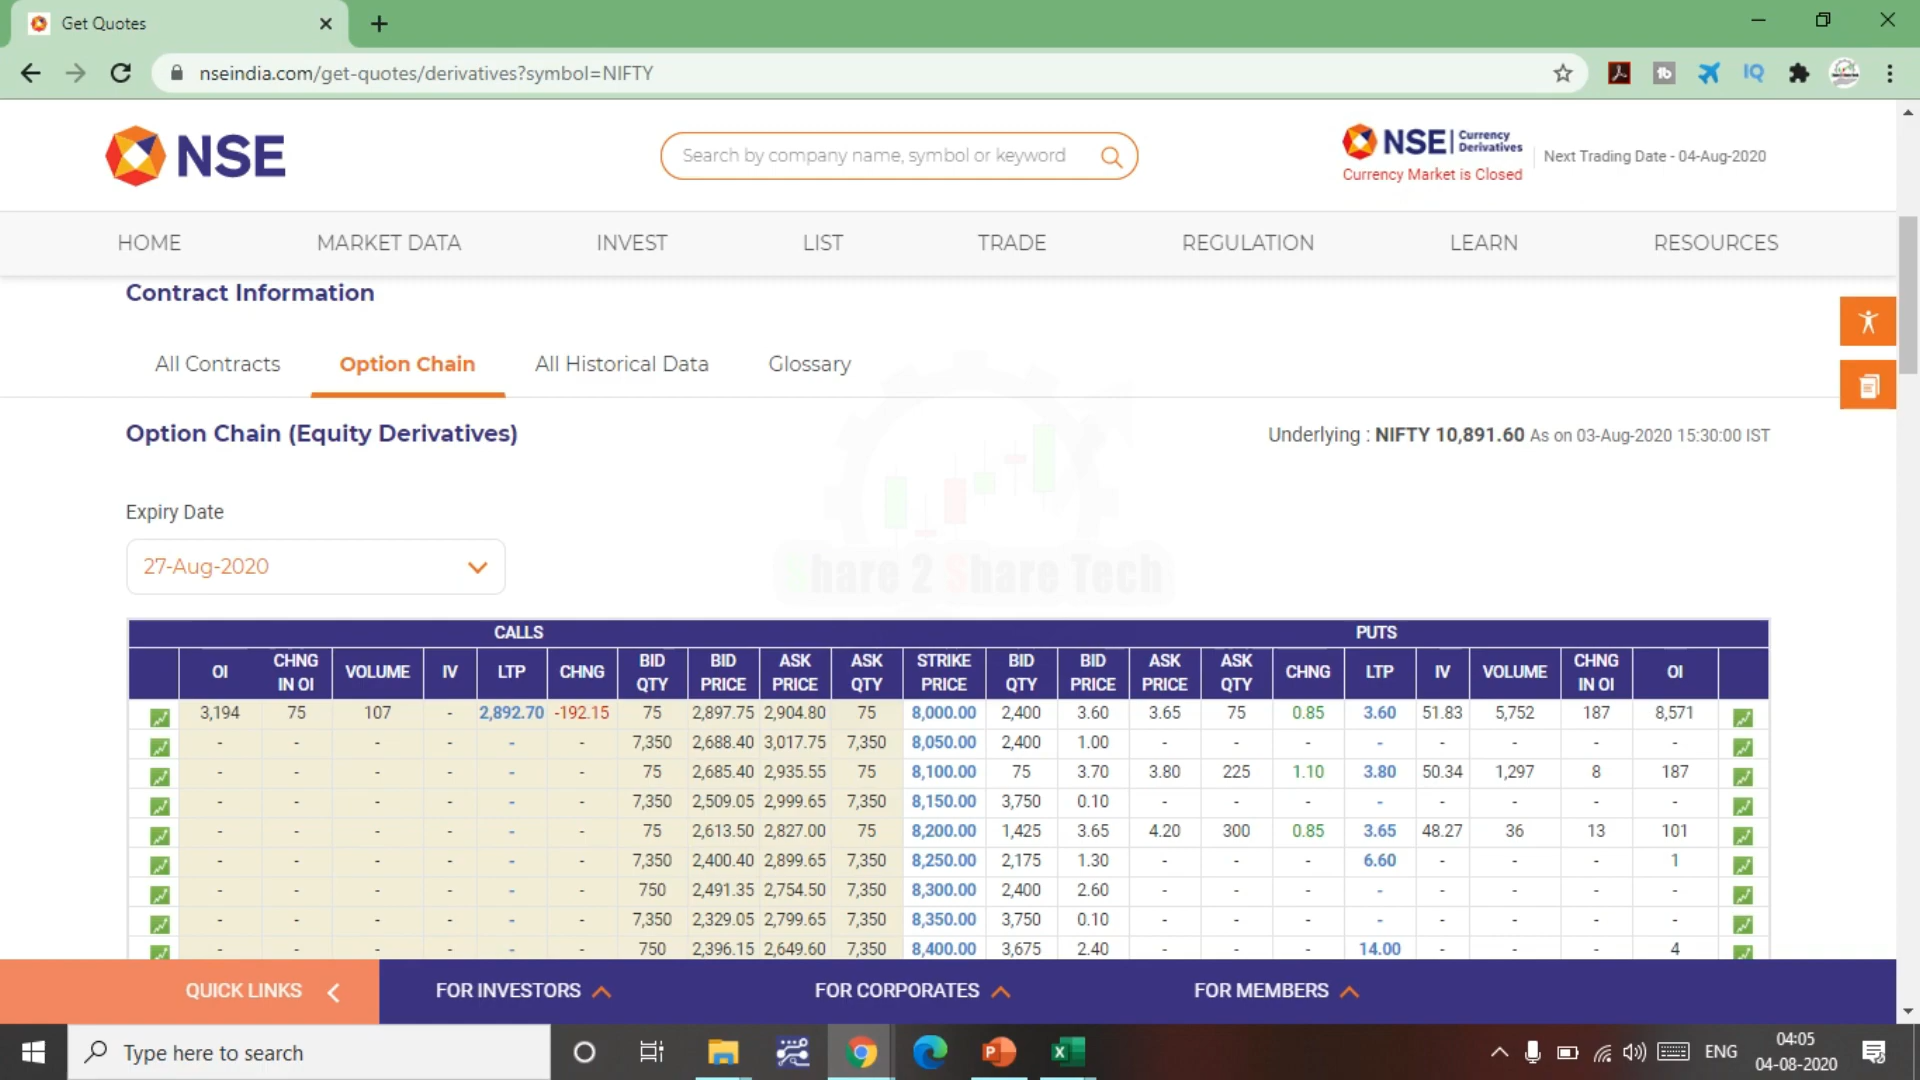 Get Quotes
nseindia.com/get-quotes/derivatives?symbol=NIFTY
IQ
NSE
Search by company name, symbol or keyword
NSE Currency Derivatives
Currency Market is Closed
Next Trading Date - 04-Aug-2020
HOME MARKET DATA INVEST LIST TRADE REGULATION LEARN RESOURCES
Contract Information
All Contracts Option Chain All Historical Data Glossary
Option Chain (Equity Derivatives)
Underlying : NIFTY 10,891.60 As on 03-Aug-2020 15:30:00 IST
Expiry Date
27-Aug-2020
Share 2 Share Tech
CALLS PUTS
OI CHNG IN OI VOLUME IV LTP CHNG BID QTY BID PRICE ASK PRICE ASK QTY STRIKE PRICE BID QTY BID PRICE ASK PRICE ASK QTY CHNG LTP IV VOLUME CHNG IN OI OI
3,194 75 107 - 2,892.70 -192.15 75 2,897.75 2,904.80 75 8,000.00 2,400 3.60 3.65 75 0.85 3.60 51.83 5,752 187 8,571
- - - - - - 7,350 2,688.40 3,017.75 7,350 8,050.00 2,400 1.00 - - - - - - - -
- - - - - - 75 2,685.40 2,935.55 75 8,100.00 75 3.70 3.80 225 1.10 3.80 50.34 1,297 8 187
- - - - - - 7,350 2,509.05 2,999.65 7,350 8,150.00 3,750 0.10 - - - - - - - -
- - - - - - 75 2,613.50 2,827.00 75 8,200.00 1,425 3.65 4.20 300 0.85 3.65 48.27 36 13 101
- - - - - - 7,350 2,400.40 2,899.65 7,350 8,250.00 2,175 1.30 - - - 6.60 - - - 1
- - - - - - 750 2,491.35 2,754.50 7,350 8,300.00 2,400 2.60 - - - - - - - -
- - - - - - 7,350 2,329.05 2,799.65 7,350 8,350.00 3,750 0.10 - - - - - - - -
- - - - - - 750 2,396.15 2,649.60 7,350 8,400.00 3,675 2.40 - - - 14.00 - - - 4
QUICK LINKS FOR INVESTORS FOR CORPORATES FOR MEMBERS
Type here to search
ENG
04:05
04-08-2020